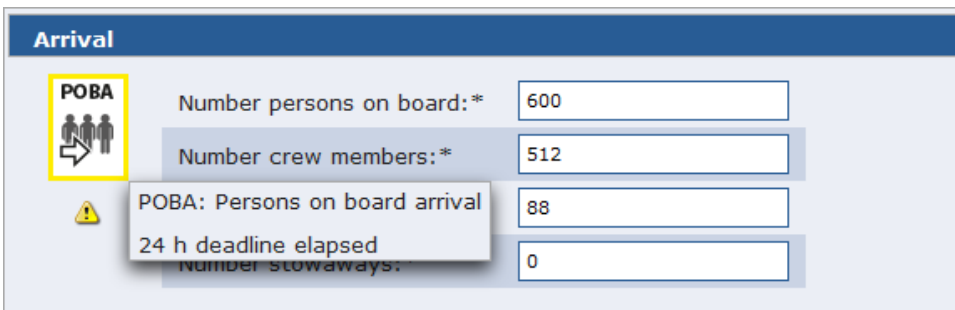 Arrival
POBA
Number persons on board:* 600
Number crew members:* 512
POBA: Persons on board arrival
88
24 h deadline elapsed
Number stowaways:* 0